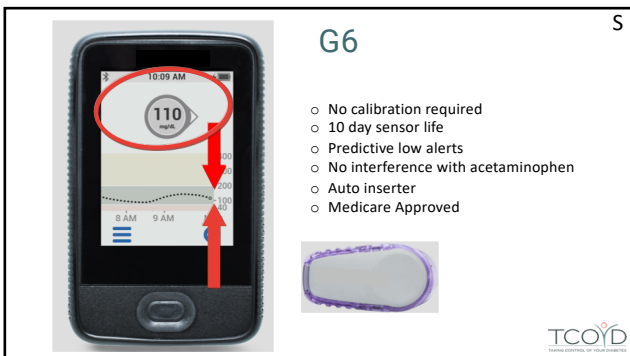 S
G6
10:09 AM
110
mg/dL
200
100
40
8 AM
9 AM
○ No calibration required
○ 10 day sensor life
○ Predictive low alerts
○ No interference with acetaminophen
○ Auto inserter
○ Medicare Approved
TCOYD
TAKING CONTROL OF YOUR DIABETES